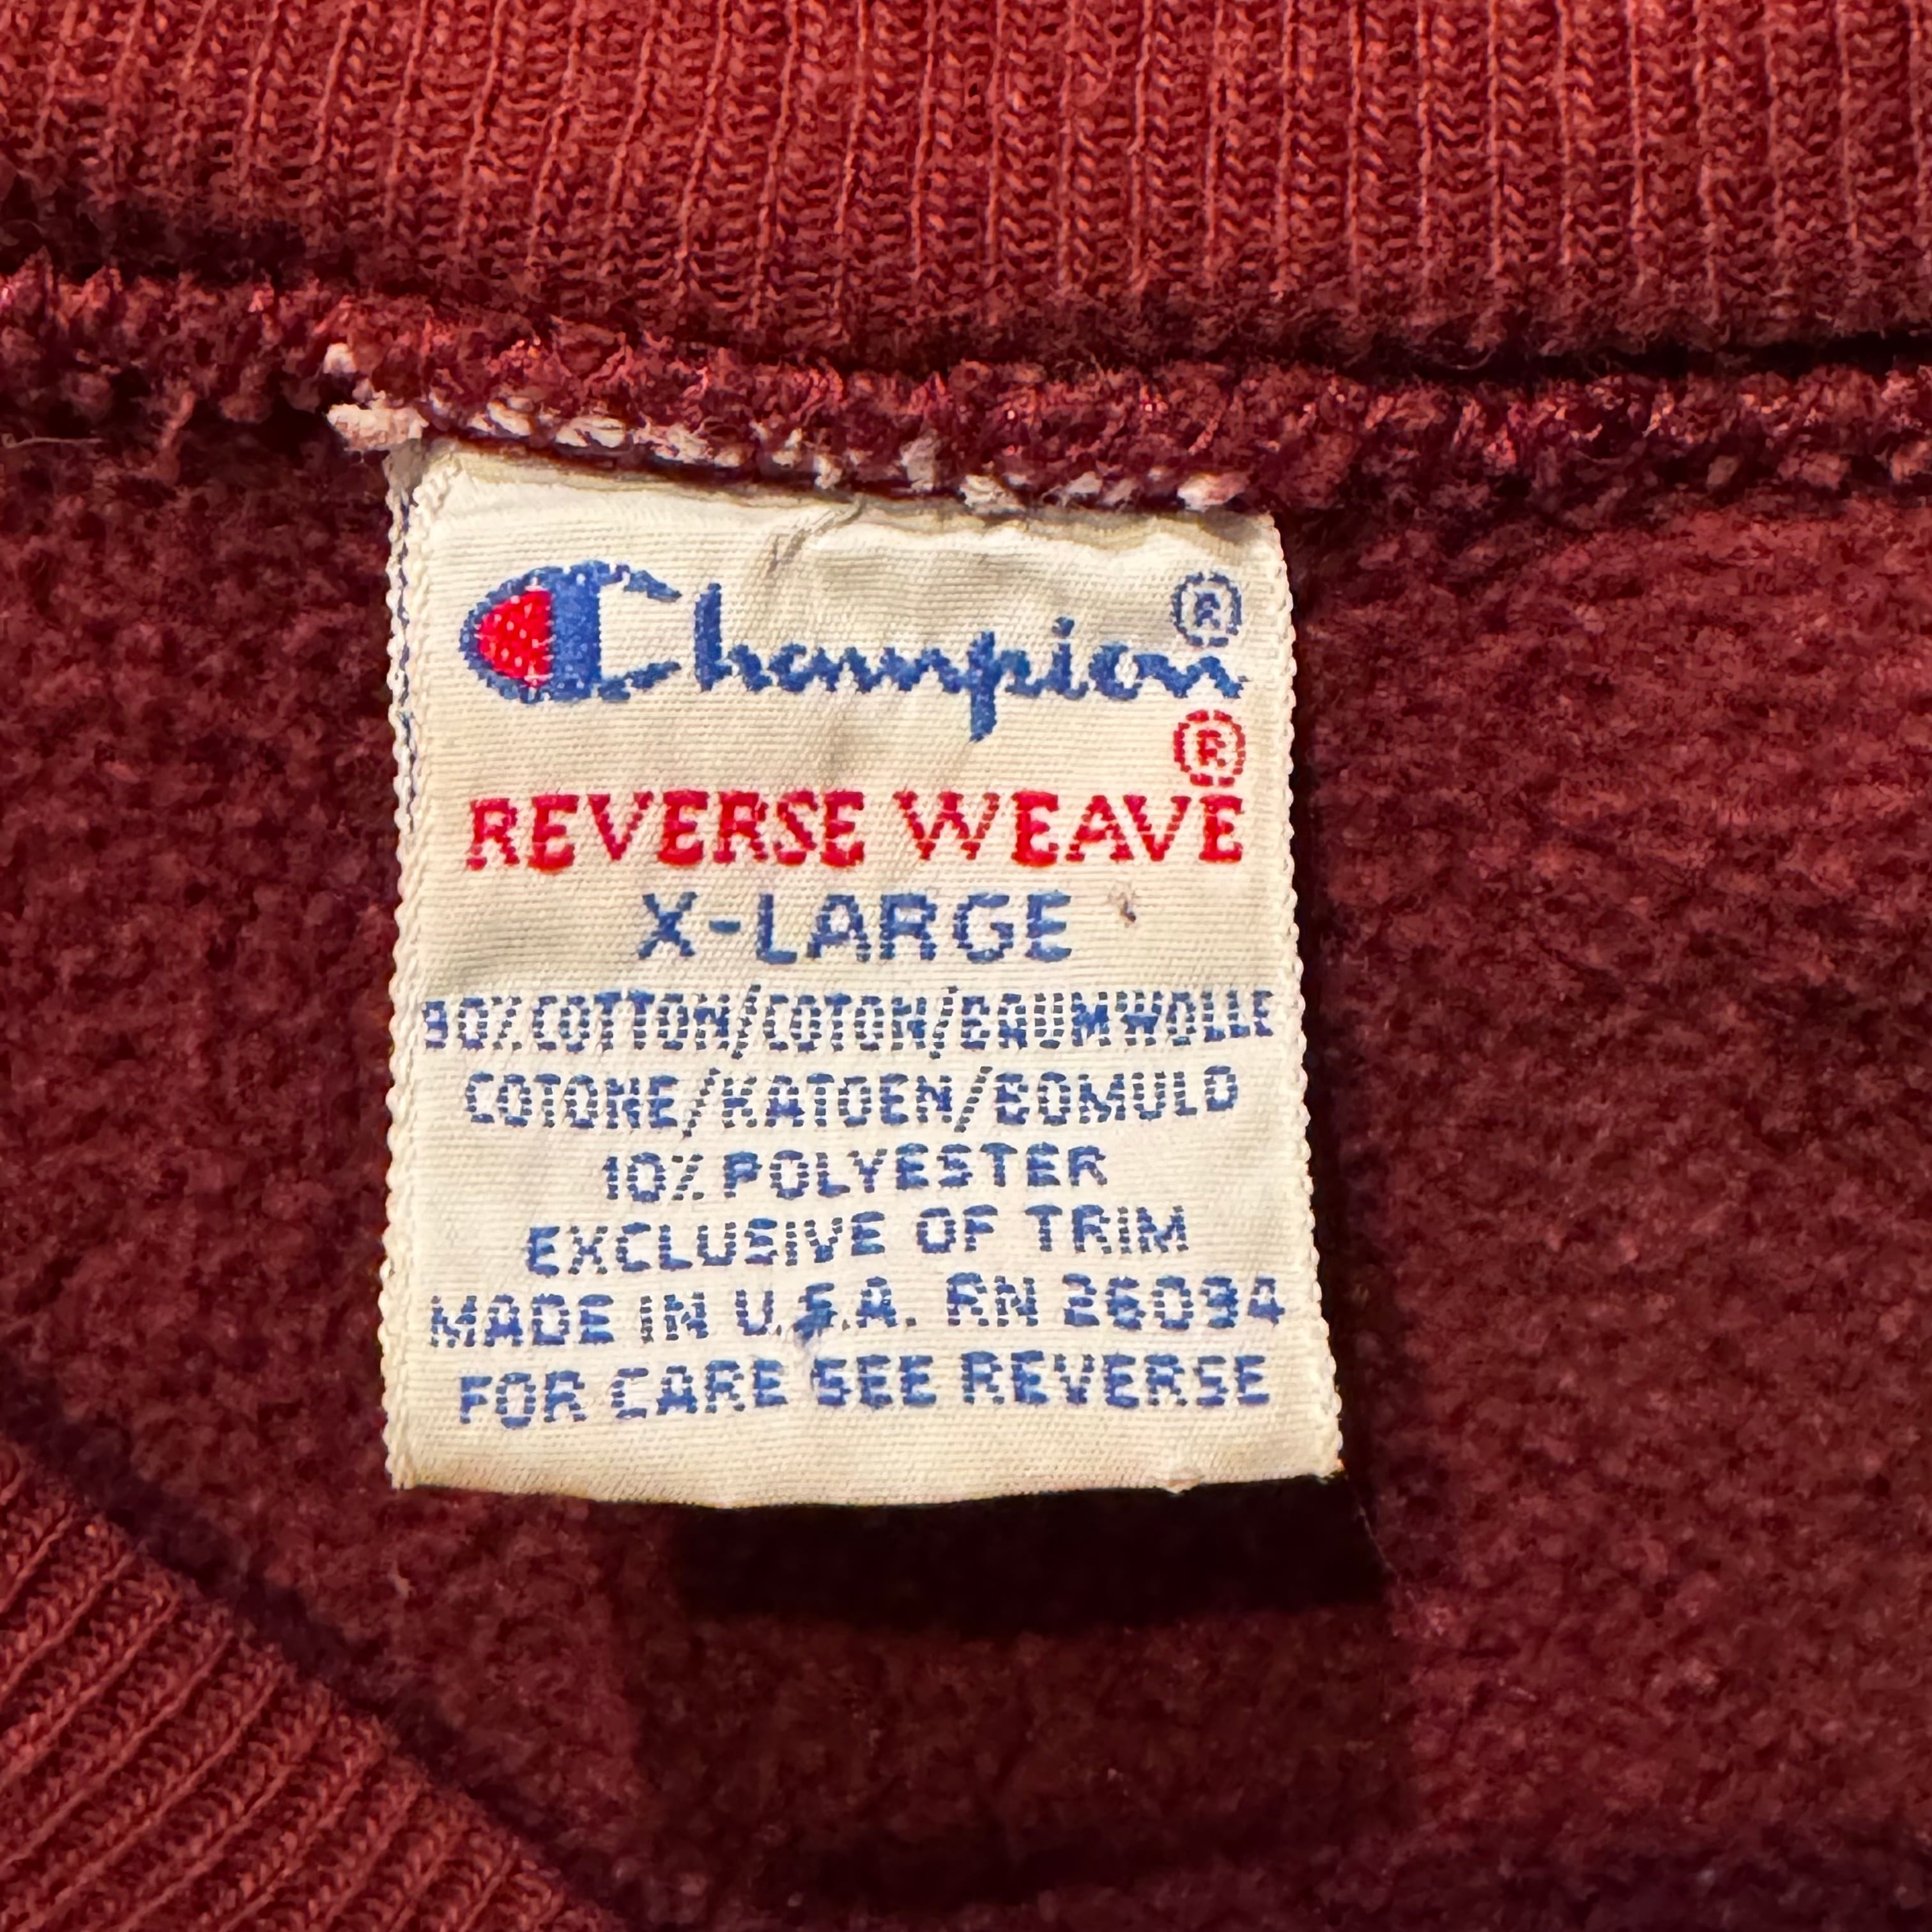 Champion®
®
REVERSE WEAVE
X-LARGE
90% COTTON/COTON/BAUMWOLLE
COTONE/KATOEN/BOMULD
10% POLYESTER
EXCLUSIVE OF TRIM
MADE IN U.S.A. RN 26094
FOR CARE SEE REVERSE